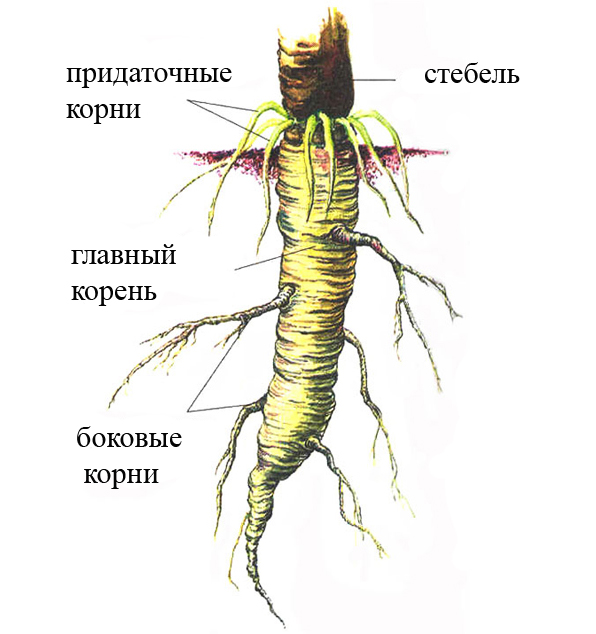 придаточные
корни
стебель
главный
корень
боковые
корни